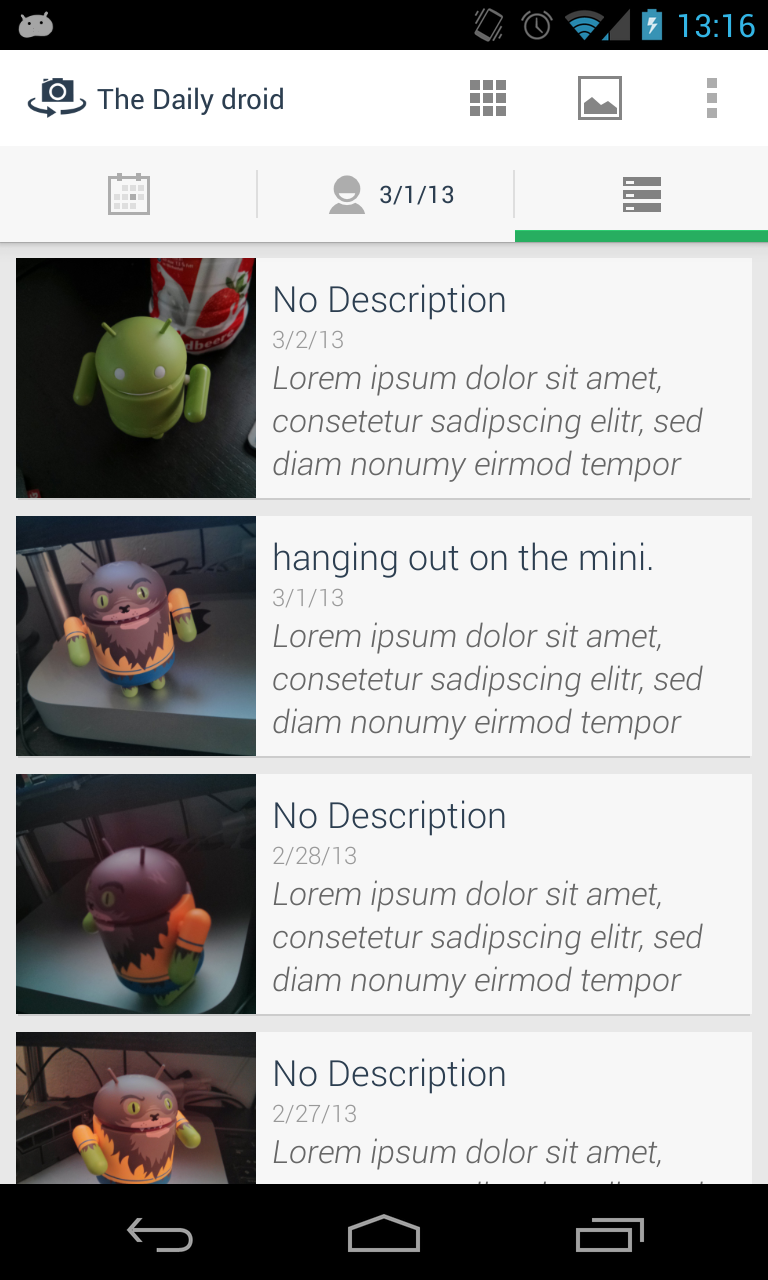 13:16
The Daily droid
3/1/13
No Description
3/2/13
Lorem ipsum dolor sit amet,
consetetur sadipscing elitr, sed
diam nonumy eirmod tempor
hanging out on the mini.
3/1/13
Lorem ipsum dolor sit amet,
consetetur sadipscing elitr, sed
diam nonumy eirmod tempor
No Description
2/28/13
Lorem ipsum dolor sit amet,
consetetur sadipscing elitr, sed
diam nonumy eirmod tempor
No Description
2/27/13
Lorem ipsum dolor sit amet,